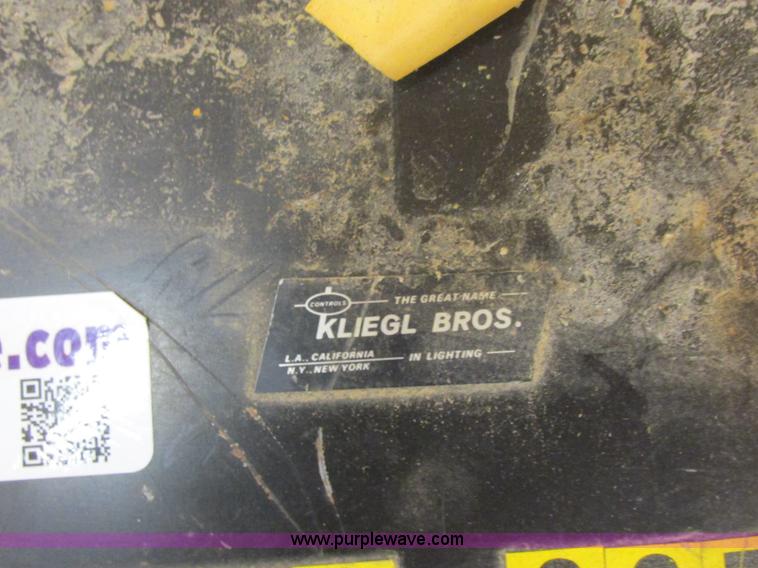 CONTROLS
THE GREAT NAME
KLIEGL BROS.
L.A., CALIFORNIA
IN LIGHTING
N.Y., NEW YORK
e.com
www.purplewave.com